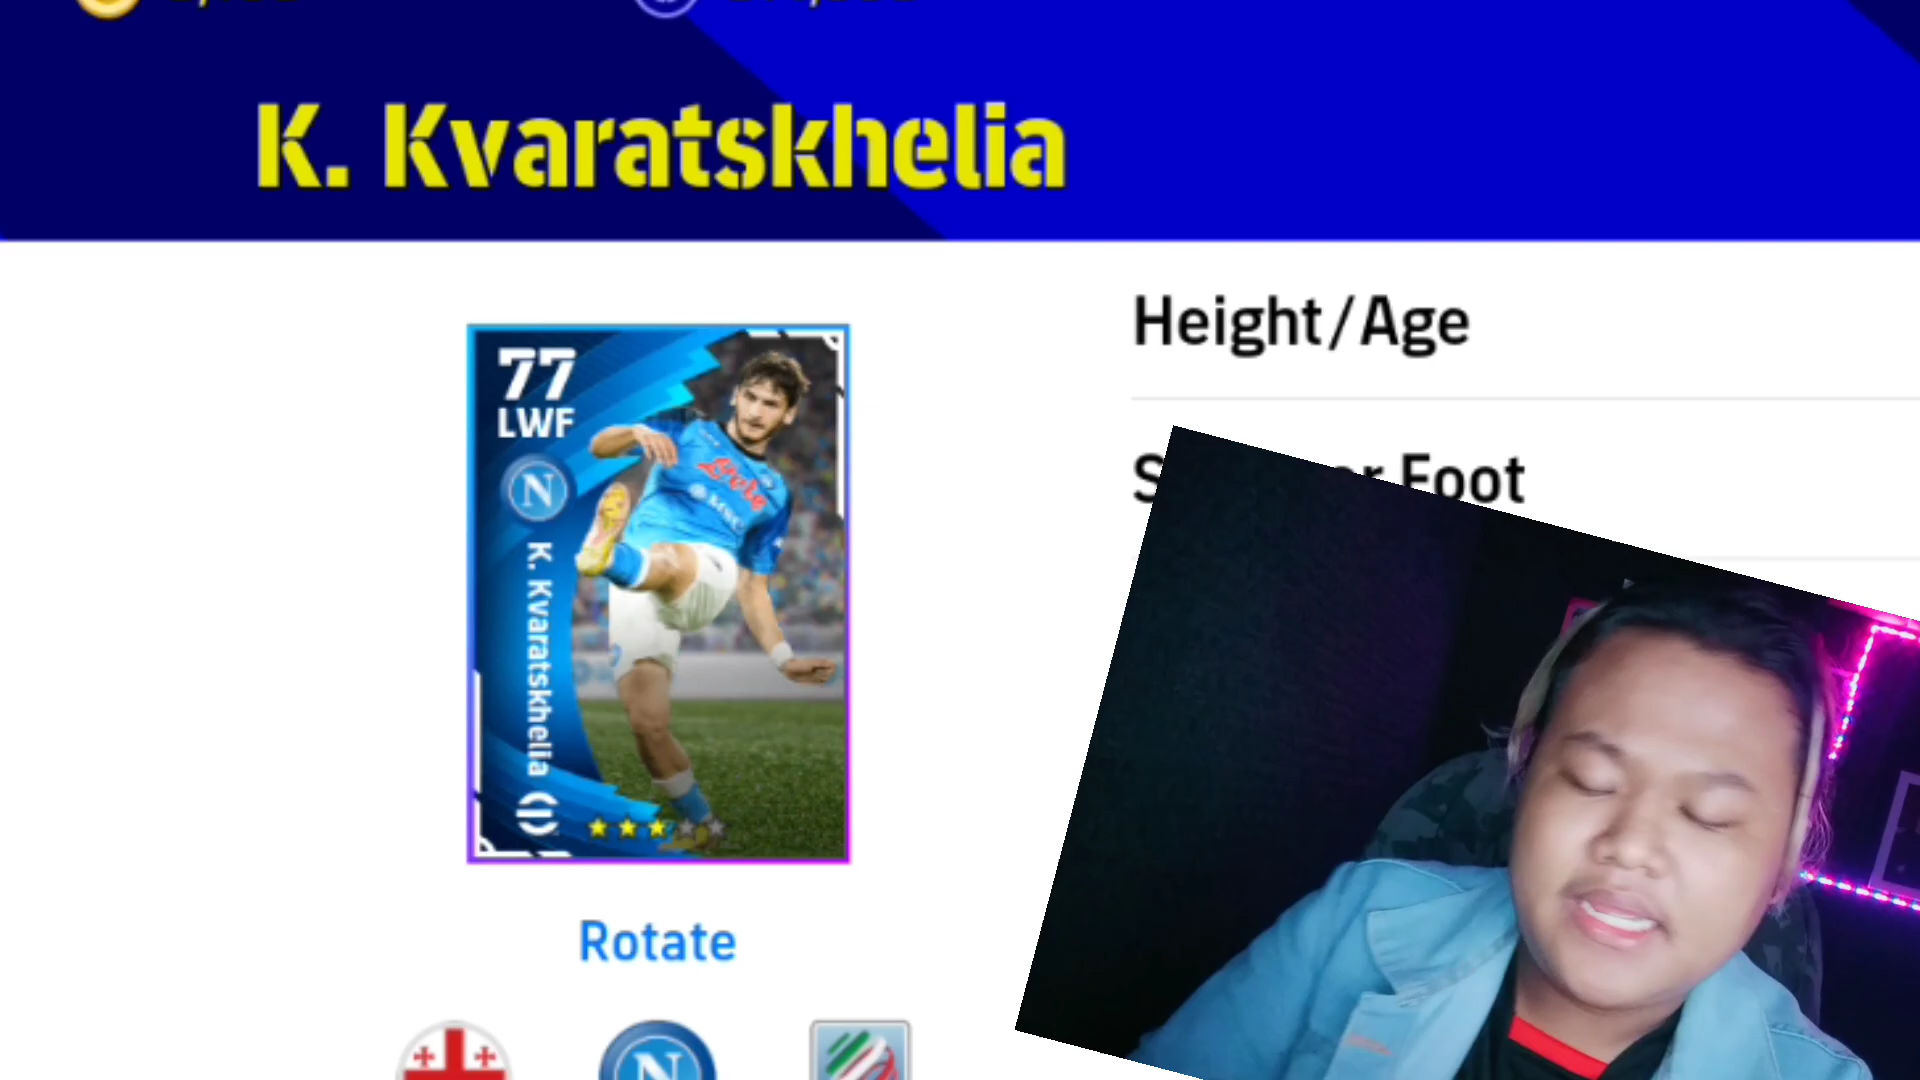 K. Kvaratskhelia
Height/Age
Foot
77
LWF
N
K. Kvaratskhelia
Rotate
N